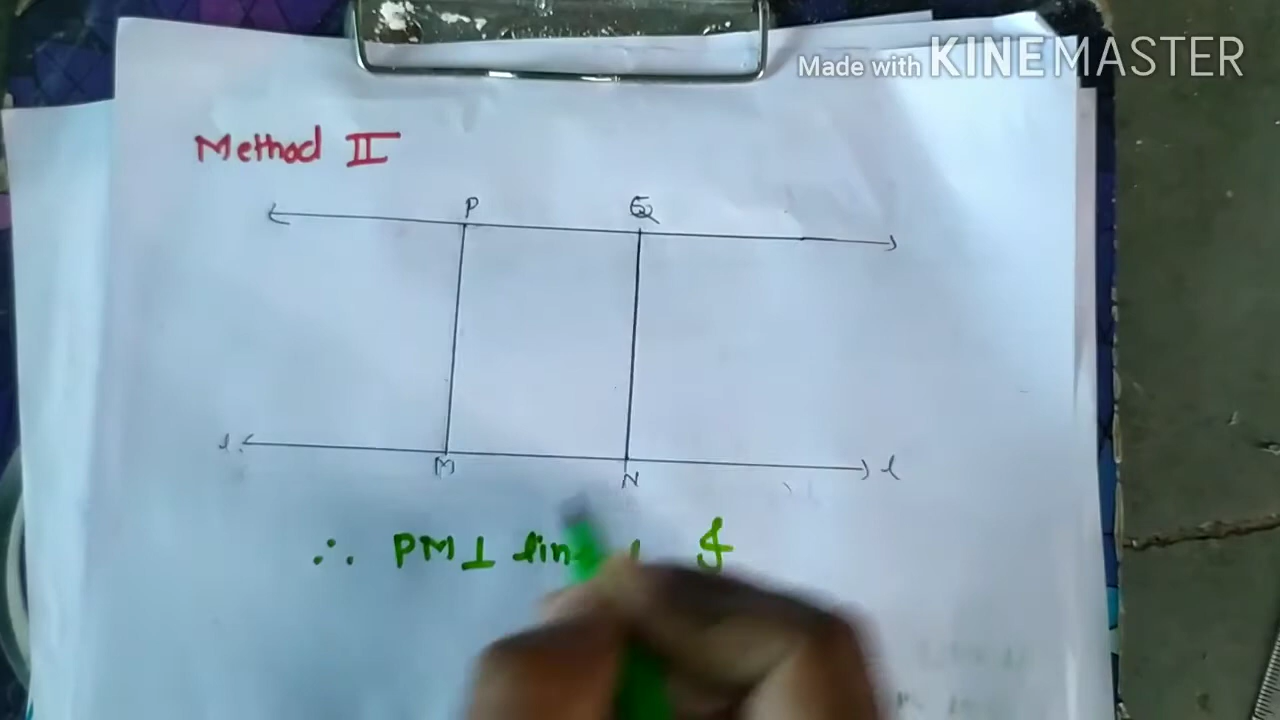 Made with KINEMASTER
Method II
P Q
l l
M N
∴ PM ⊥ line l &